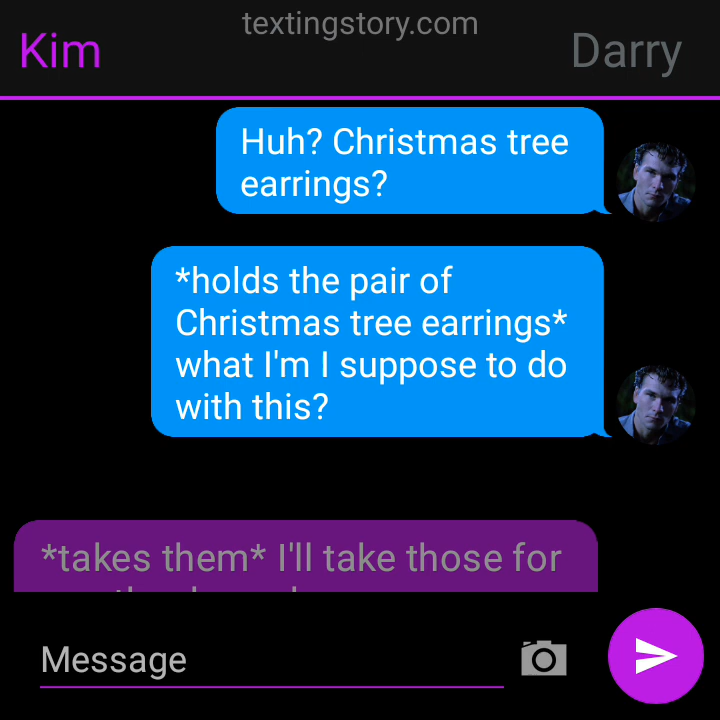 textingstory.com
Kim
Darry
Huh? Christmas tree
earrings?
*holds the pair of
Christmas tree earrings*
what I'm I suppose to do
with this?
*takes them* I'll take those for
Message